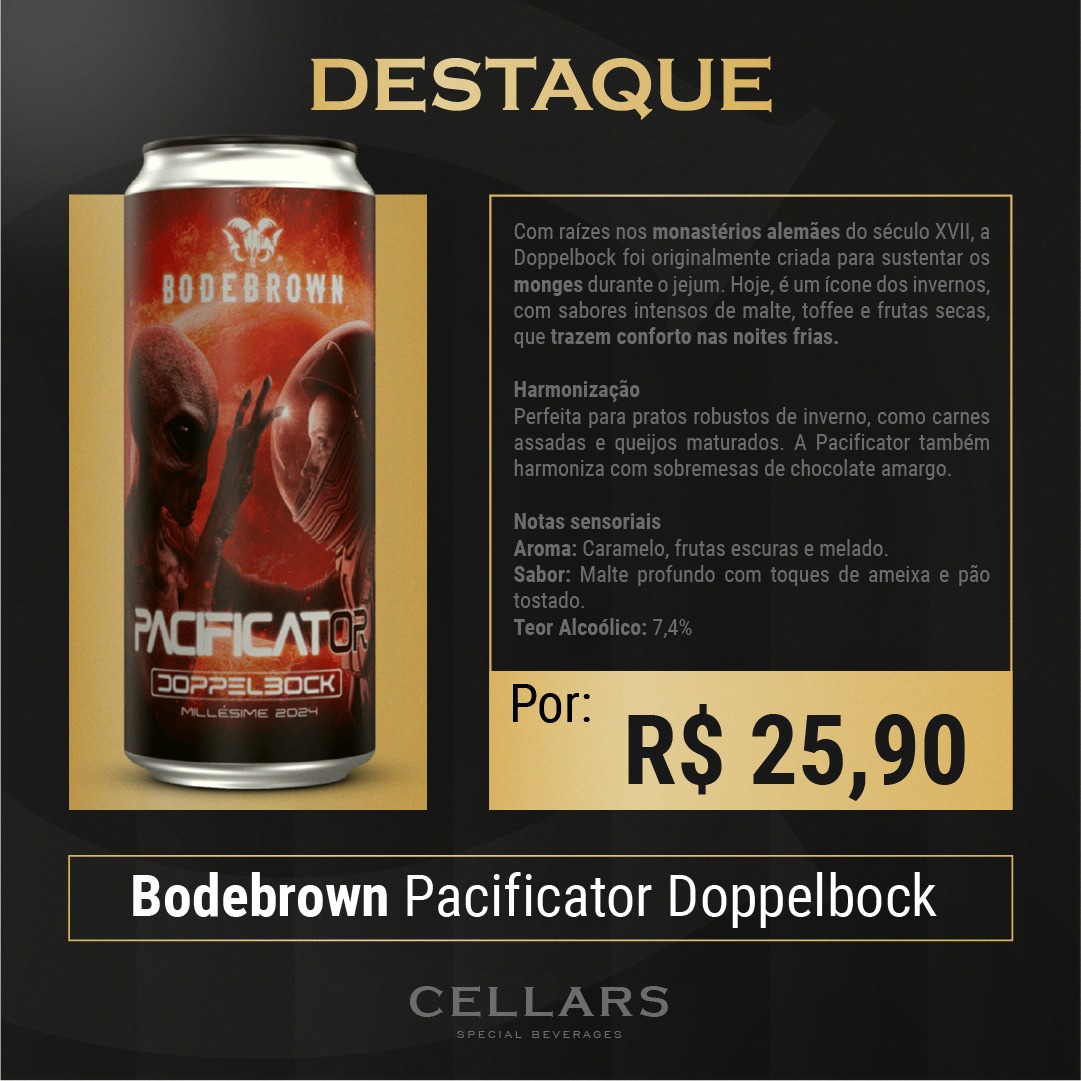 DESTAQUE
BODEBROWN
PACIFICATOR
DOPPELBOCK
MILLÉSIME 2024
Com raízes nos monastérios alemães do século XVII, a
Doppelbock foi originalmente criada para sustentar os
monges durante o jejum. Hoje, é um ícone dos invernos,
com sabores intensos de malte, toffee e frutas secas,
que trazem conforto nas noites frias.
Harmonização
Perfeita para pratos robustos de inverno, como carnes
assadas e queijos maturados. A Pacificator também
harmoniza com sobremesas de chocolate amargo.
Notas sensoriais
Aroma: Caramelo, frutas escuras e melado.
Sabor: Malte profundo com toques de ameixa e pão
tostado.
Teor Alcoólico: 7,4%
Por:
R$ 25,90
Bodebrown Pacificator Doppelbock
CELLARS
SPECIAL BEVERAGES